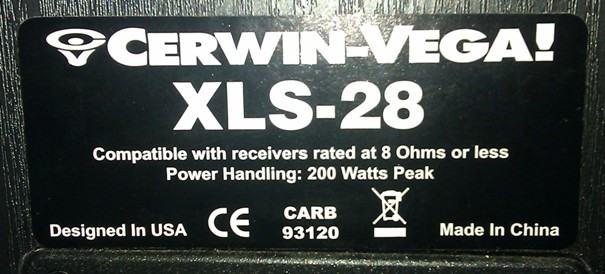 CERWIN-VEGA!
XLS-28
Compatible with receivers rated at 8 Ohms or less
Power Handling: 200 Watts Peak
Designed In USA CE CARB 93120 Made In China